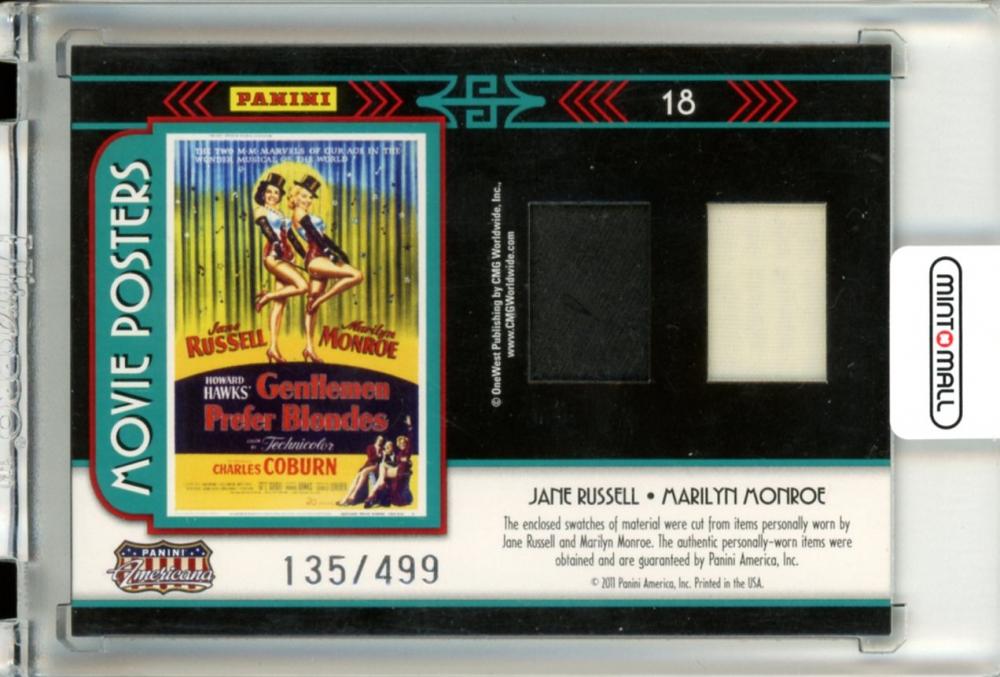 PANINI
18
MOVIE POSTERS
THE TWO M-M-MARVELS OF OUR AGE IN THE
WONDER MUSICAL OF THE WORLD!
Jane
RUSSELL
Marilyn
MONROE
HOWARD
HAWKS'
Gentlemen
Prefer Blondes
COLOR BY
Technicolor
CHARLES COBURN
© OneWest Publishing by CMG Worldwide, Inc.,
www.CMGWorldwide.com
MINT MALL
JANE RUSSELL • MARILYN MONROE
The enclosed swatches of material were cut from items personally worn by
Jane Russell and Marilyn Monroe. The authentic personally-worn items were
obtained and are guaranteed by Panini America, Inc.
© 2011 Panini America, Inc. Printed in the USA.
PANINI
Americana
135/499